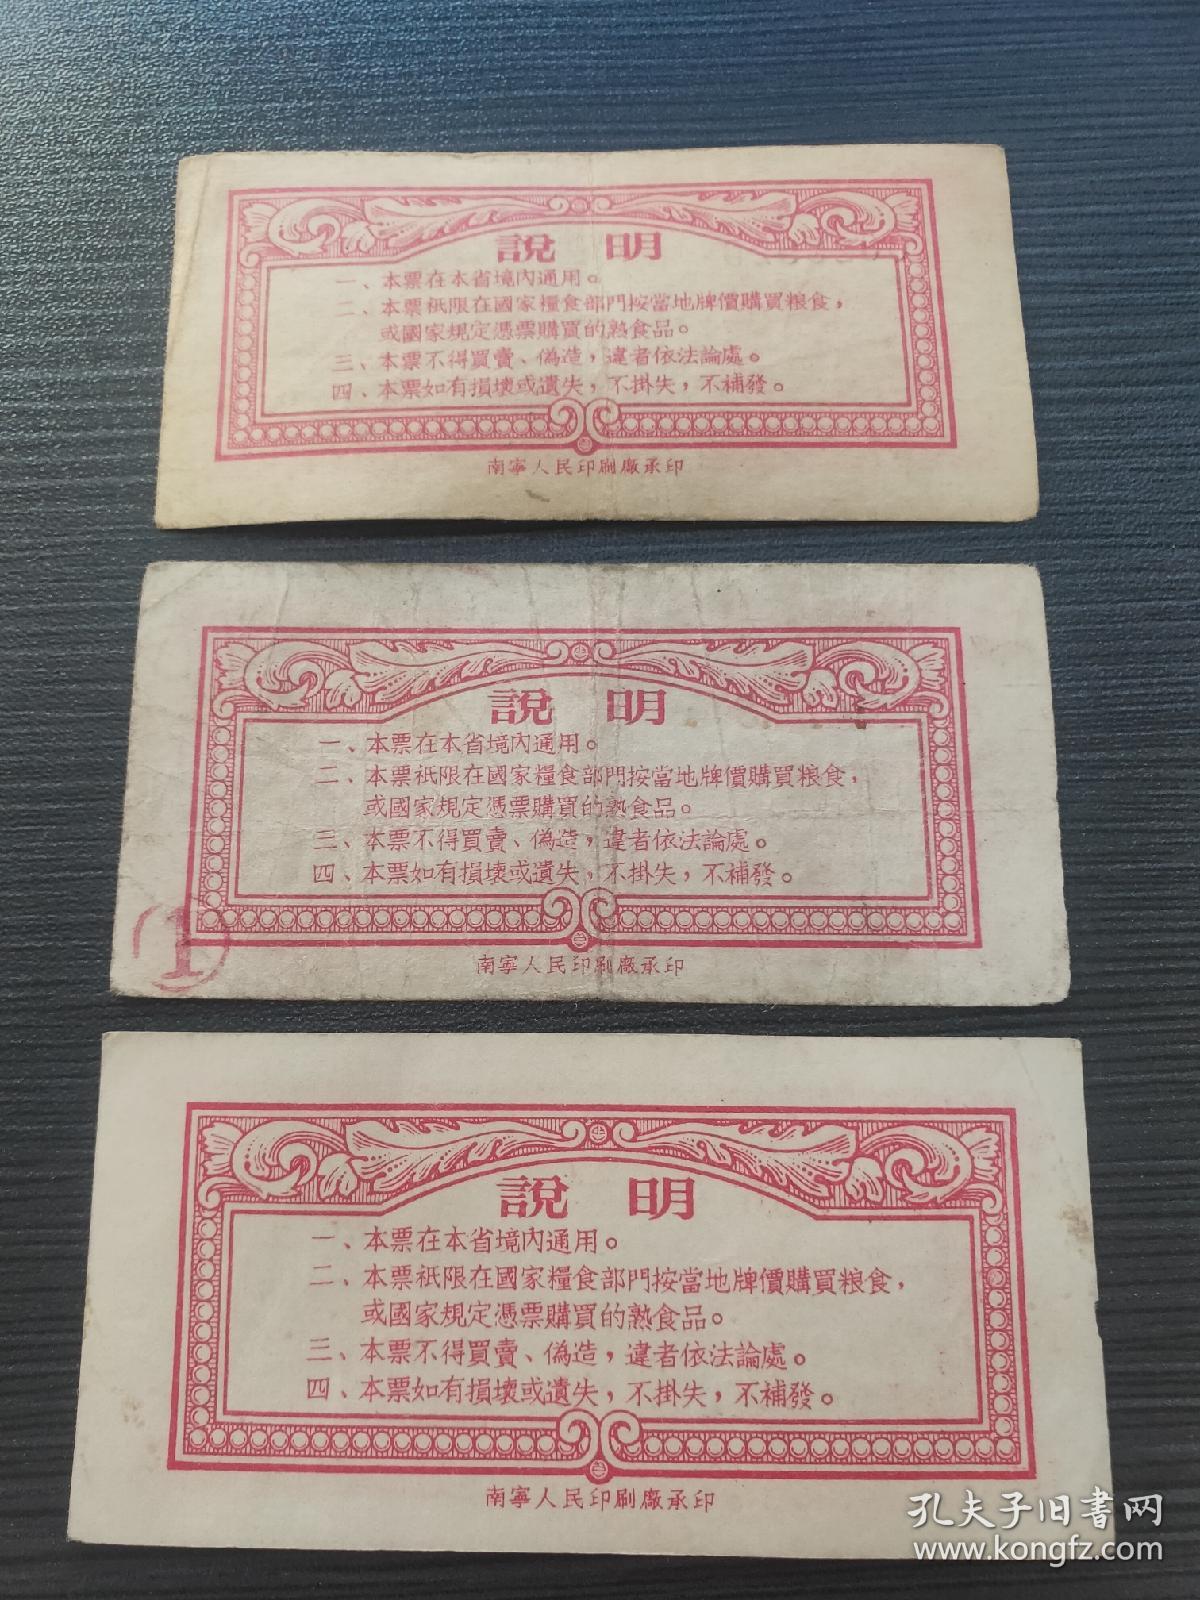 說明
一、本票在本省境內通用。
二、本票祇限在國家糧食部門按當地牌價購買粮食，
或國家規定憑票購買的熟食品。
三、本票不得買賣、僞造，違者依法論處。
四、本票如有損壞或遺失，不掛失，不補發。
南寧人民印刷廠承印
說明
一、本票在本省境內通用。
二、本票祇限在國家糧食部門按當地牌價購買粮食，
或國家規定憑票購買的熟食品。
三、本票不得買賣、僞造，違者依法論處。
四、本票如有損壞或遺失，不掛失，不補發。
1
南寧人民印刷廠承印
說明
一、本票在本省境內通用。
二、本票祇限在國家糧食部門按當地牌價購買粮食，
或國家規定憑票購買的熟食品。
三、本票不得買賣、僞造，違者依法論處。
四、本票如有損壞或遺失，不掛失，不補發。
南寧人民印刷廠承印
孔夫子旧书网
www.kongfz.com